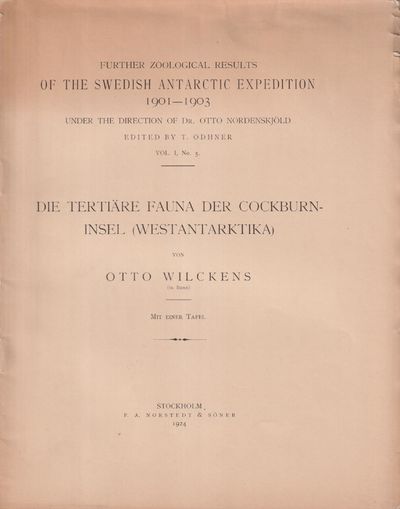 FURTHER ZOOLOGICAL RESULTS
OF THE SWEDISH ANTARCTIC EXPEDITION
1901—1903
UNDER THE DIRECTION OF DR. OTTO NORDENSKJÖLD
EDITED BY T. ODHNER
VOL. I, No. 5.
DIE TERTIÄRE FAUNA DER COCKBURN-
INSEL (WESTANTARKTIKA)
VON
OTTO WILCKENS
MIT EINER TAFEL
STOCKHOLM
P. A. NORSTEDT & SÖNER
1924